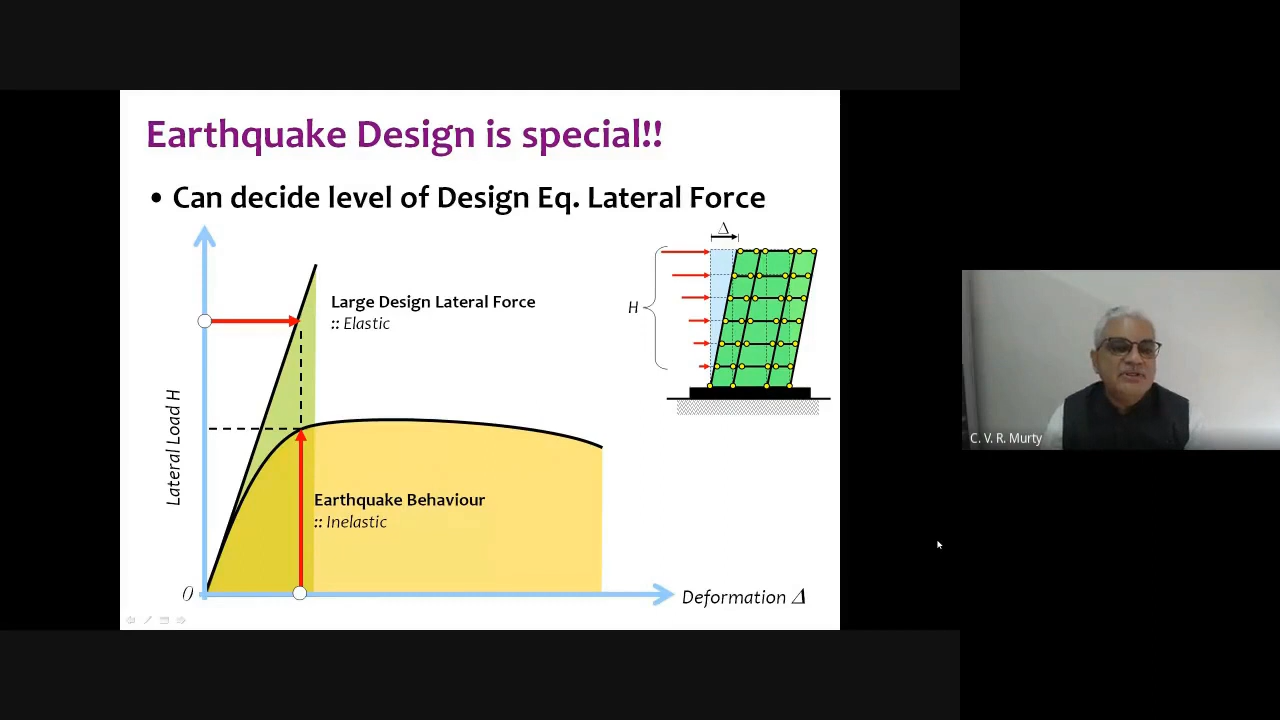 Earthquake Design is special!!
• Can decide level of Design Eq. Lateral Force
Δ
Large Design Lateral Force
:: Elastic
H
Lateral Load H
C. V. R. Murty
Earthquake Behaviour
:: Inelastic
0
Deformation Δ